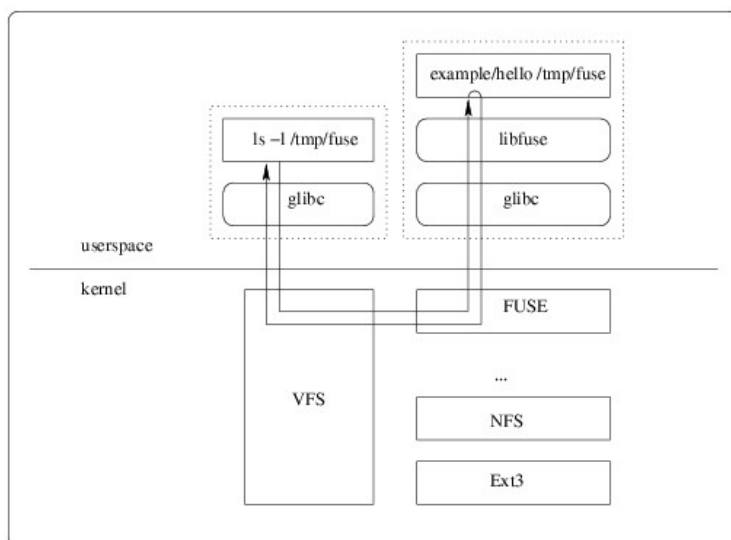 example/hello /tmp/fuse
ls –l /tmp/fuse
libfuse
glibc
glibc
userspace
kernel
FUSE
VFS
...
NFS
Ext3